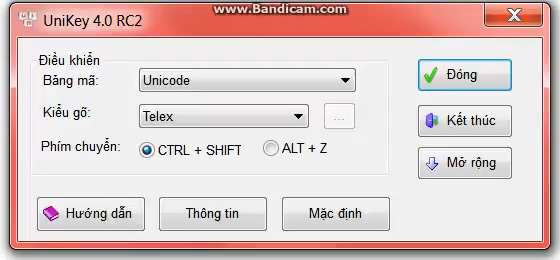 www.Bandicam.com
UniKey 4.0 RC2
Điều khiển
Bảng mã:
Unicode
Đóng
Kiểu gõ:
Telex
...
Kết thúc
Phím chuyển:
CTRL + SHIFT
ALT + Z
Mở rộng
Hướng dẫn
Thông tin
Mặc định